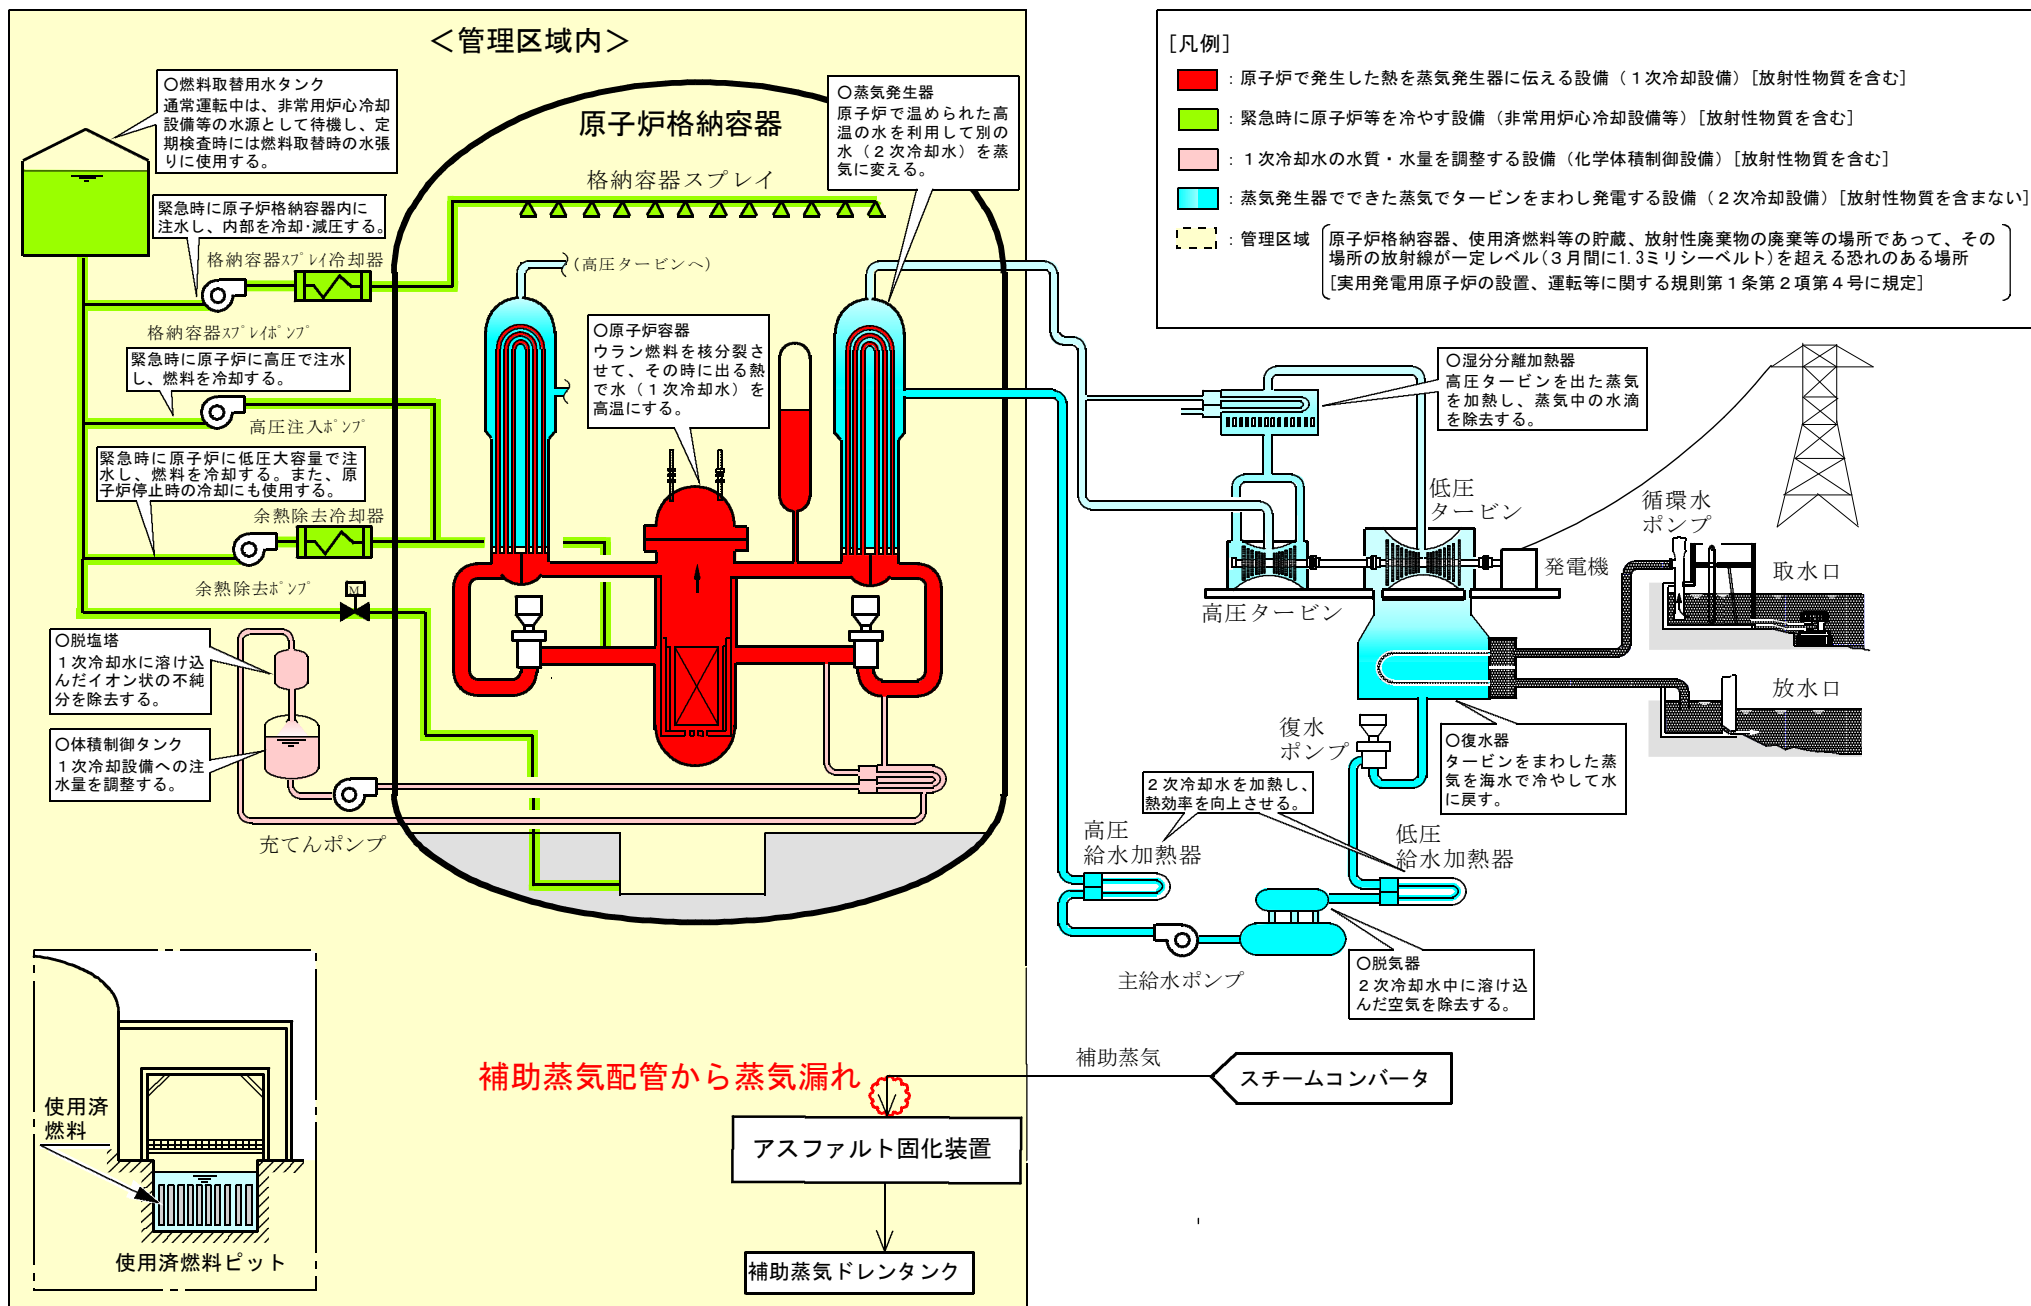 ＜管理区域内＞
○燃料取替用水タンク
通常運転中は、非常用炉心冷却
設備等の水源として待機し、定
期検査時には燃料取替時の水張
りに使用する。
緊急時に原子炉格納容器内に
注水し、内部を冷却･減圧する。
格納容器ｽﾌﾟﾚｲ冷却器
格納容器ｽﾌﾟﾚｲﾎﾟﾝﾌﾟ
緊急時に原子炉に高圧で注水
し、燃料を冷却する。
高圧注入ﾎﾟﾝﾌﾟ
緊急時に原子炉に低圧大容量で注
水し、燃料を冷却する。また、原
子炉停止時の冷却にも使用する。
余熱除去冷却器
余熱除去ﾎﾟﾝﾌﾟ
M
○脱塩塔
１次冷却水に溶け込
んだイオン状の不純
分を除去する。
○体積制御タンク
１次冷却設備への注
水量を調整する。
充てんポンプ
原子炉格納容器
格納容器スプレイ
(高圧タービンへ)
○蒸気発生器
原子炉で温められた高
温の水を利用して別の
水（２次冷却水）を蒸
気に変える。
○原子炉容器
ウラン燃料を核分裂さ
せて、その時に出る熱
で水（１次冷却水）を
高温にする。
[凡例]
：原子炉で発生した熱を蒸気発生器に伝える設備（１次冷却設備）[放射性物質を含む]
：緊急時に原子炉等を冷やす設備（非常用炉心冷却設備等）[放射性物質を含む]
：１次冷却水の水質・水量を調整する設備（化学体積制御設備）[放射性物質を含む]
：蒸気発生器でできた蒸気でタービンをまわし発電する設備（２次冷却設備）[放射性物質を含まない]
：管理区域
原子炉格納容器、使用済燃料等の貯蔵、放射性廃棄物の廃棄等の場所であって、その
場所の放射線が一定レベル(３月間に1.3ミリシーベルト)を超える恐れのある場所
[実用発電用原子炉の設置、運転等に関する規則第１条第２項第４号に規定]
○湿分分離加熱器
高圧タービンを出た蒸気
を加熱し、蒸気中の水滴
を除去する。
低圧
タービン
高圧タービン
発電機
循環水
ポンプ
取水口
放水口
復水
ポンプ
○復水器
タービンをまわした蒸
気を海水で冷やして水
に戻す。
２次冷却水を加熱し、
熱効率を向上させる。
高圧
給水加熱器
低圧
給水加熱器
主給水ポンプ
○脱気器
２次冷却水中に溶け込
んだ空気を除去する。
補助蒸気配管から蒸気漏れ
補助蒸気
スチームコンバータ
アスファルト固化装置
補助蒸気ドレンタンク
使用済
燃料
使用済燃料ピット